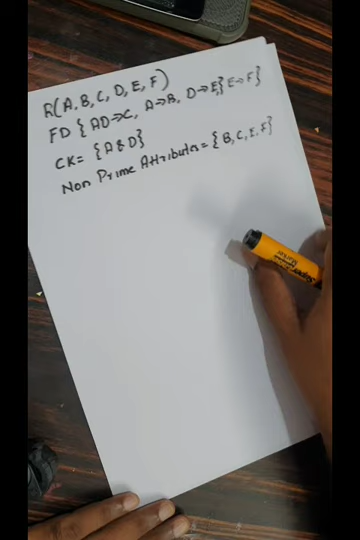 R(A, B, C, D, E, F)
FD {AD→C, A→B, D→E,} E→F}
CK= {A&D}
Non Prime Attributes = {B, C, E, F}